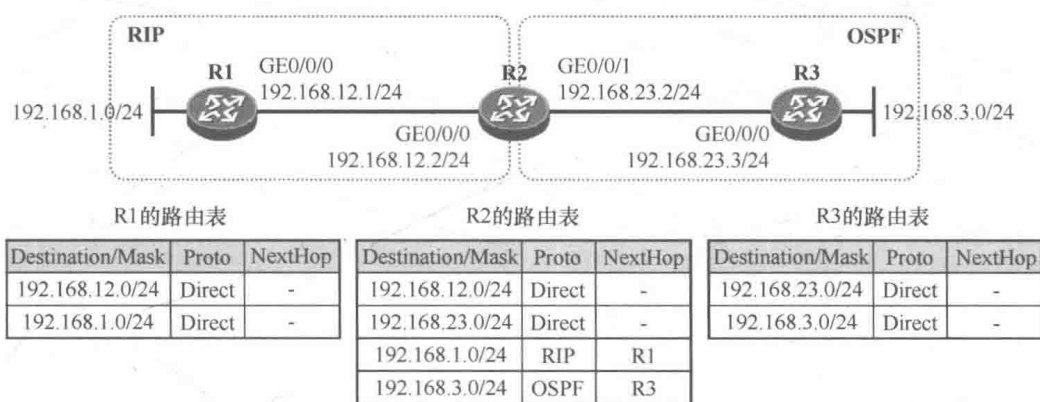 RIP
OSPF
R1
GE0/0/0
192.168.12.1/24
R2
GE0/0/1
192.168.23.2/24
R3
192.168.1.0/24
192.168.3.0/24
GE0/0/0
192.168.12.2/24
GE0/0/0
192.168.23.3/24
R1的路由表
Destination/Mask Proto NextHop
192.168.12.0/24 Direct -
192.168.1.0/24 Direct -
R2的路由表
Destination/Mask Proto NextHop
192.168.12.0/24 Direct -
192.168.23.0/24 Direct -
192.168.1.0/24 RIP R1
192.168.3.0/24 OSPF R3
R3的路由表
Destination/Mask Proto NextHop
192.168.23.0/24 Direct -
192.168.3.0/24 Direct -